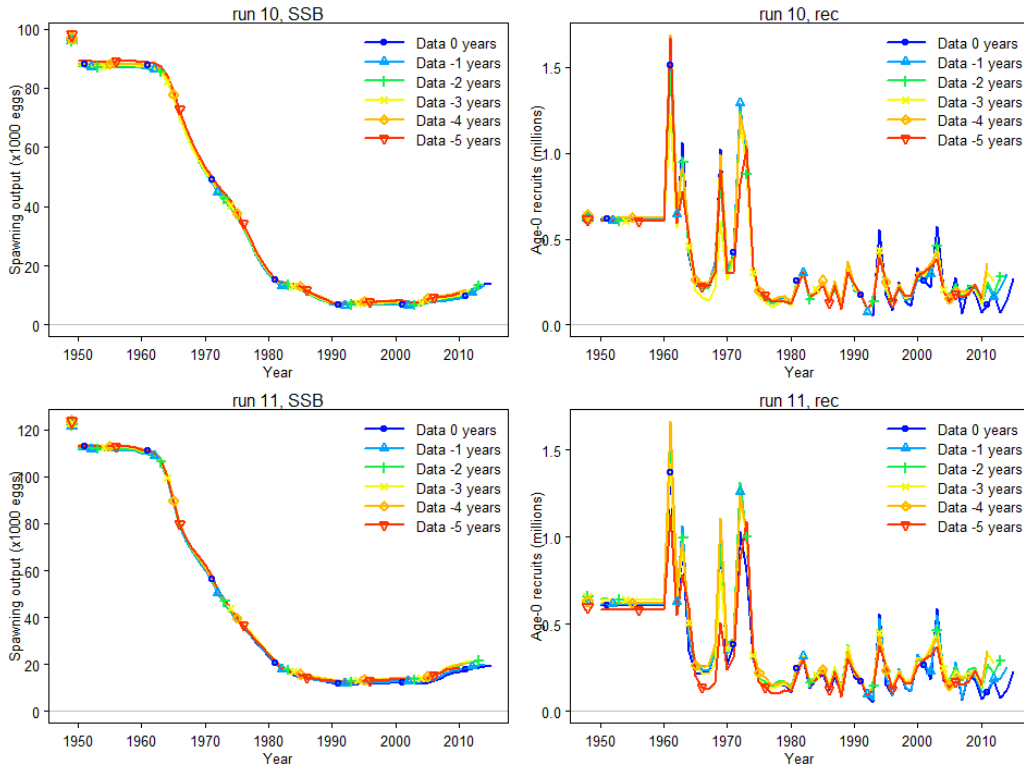 run 10, SSB
Spawning output (x1000 eggs)
100
80
60
40
20
0
1950 1960 1970 1980 1990 2000 2010
Year
Data 0 years
Data -1 years
Data -2 years
Data -3 years
Data -4 years
Data -5 years
run 10, rec
Age-0 recruits (millions)
1.5
1.0
0.5
0.0
1950 1960 1970 1980 1990 2000 2010
Year
Data 0 years
Data -1 years
Data -2 years
Data -3 years
Data -4 years
Data -5 years
run 11, SSB
Spawning output (x1000 eggs)
120
100
80
60
40
20
0
1950 1960 1970 1980 1990 2000 2010
Year
Data 0 years
Data -1 years
Data -2 years
Data -3 years
Data -4 years
Data -5 years
run 11, rec
Age-0 recruits (millions)
1.5
1.0
0.5
0.0
1950 1960 1970 1980 1990 2000 2010
Year
Data 0 years
Data -1 years
Data -2 years
Data -3 years
Data -4 years
Data -5 years